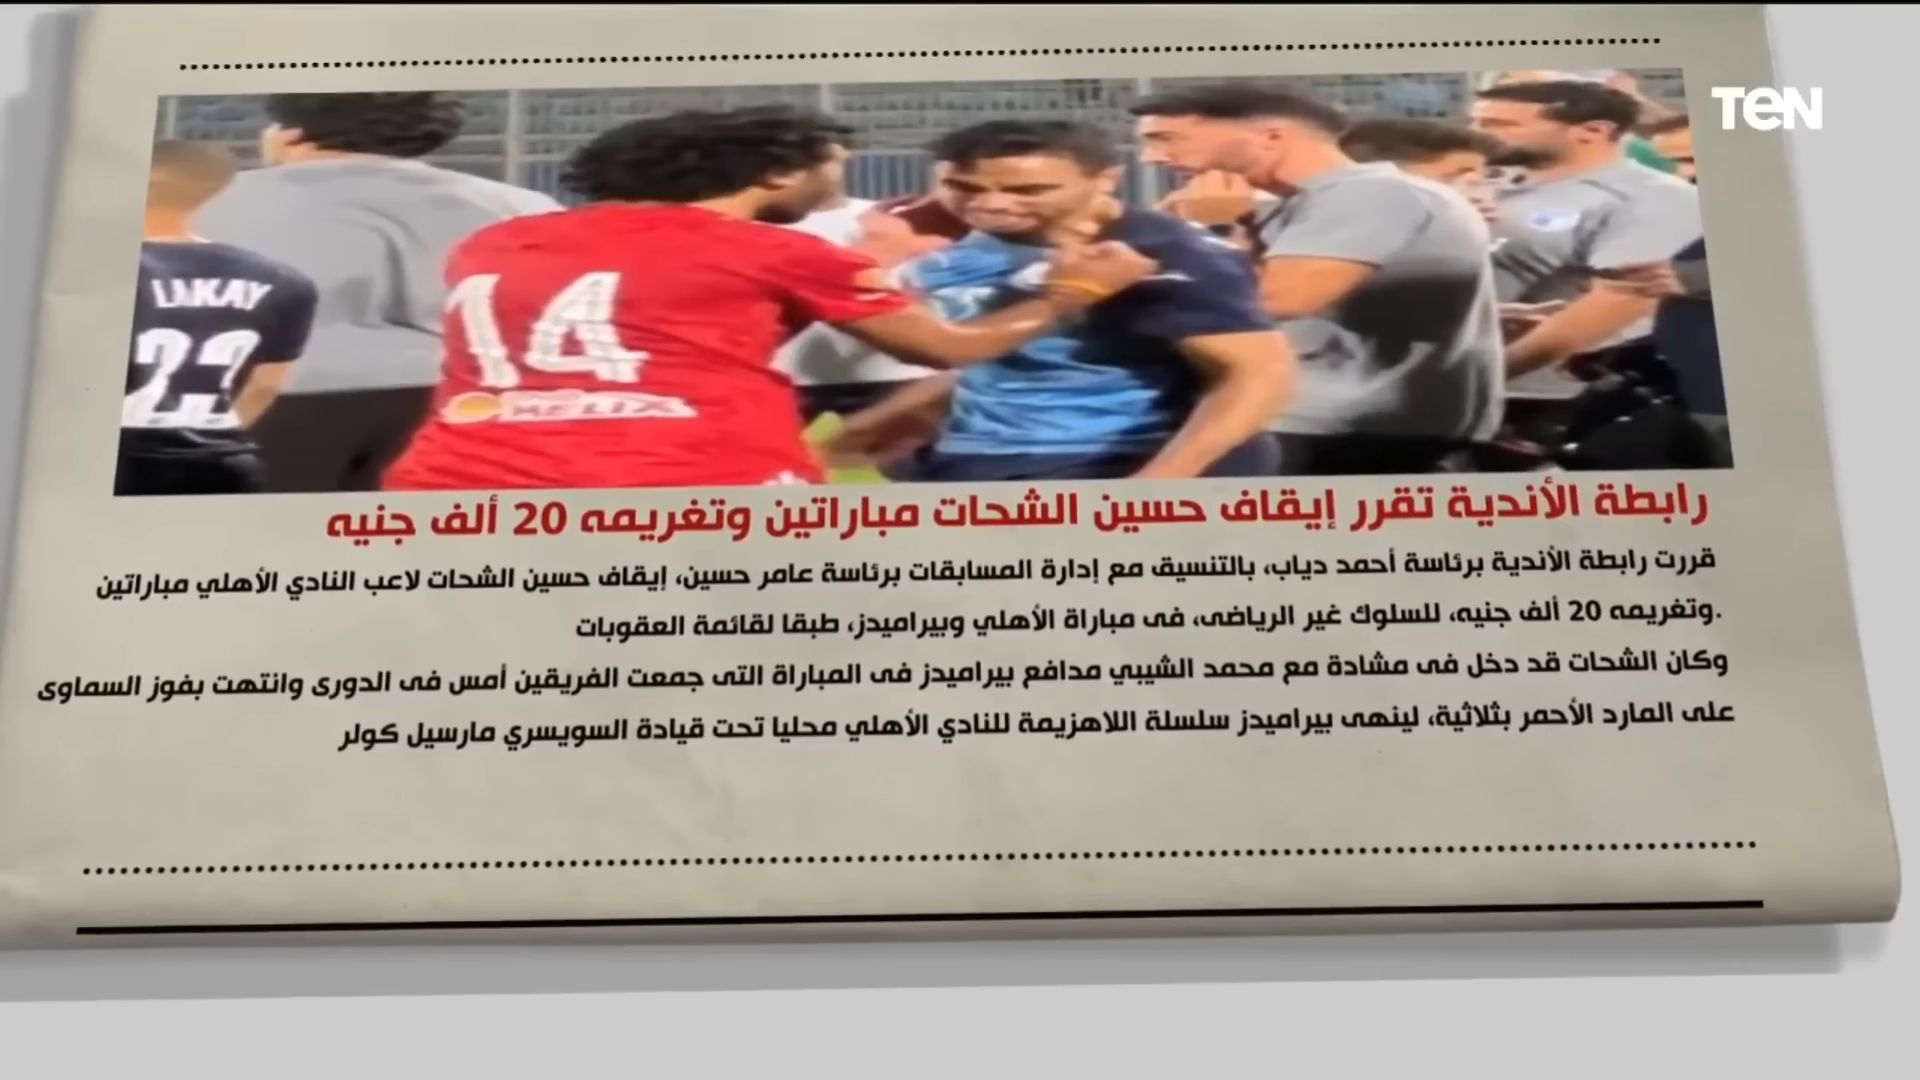 TeN
LAKAY
22
14
HELIX
رابطة الأندية تقرر إيقاف حسين الشحات مباراتين وتغريمه 20 ألف جنيه
قررت رابطة الأندية برئاسة أحمد دياب، بالتنسيق مع إدارة المسابقات برئاسة عامر حسين، إيقاف حسين الشحات لاعب النادي الأهلي مباراتين
.وتغريمه 20 ألف جنيه، للسلوك غير الرياضى، فى مباراة الأهلي وبيراميدز، طبقا لقائمة العقوبات
وكان الشحات قد دخل فى مشادة مع محمد الشيبي مدافع بيراميدز فى المباراة التى جمعت الفريقين أمس فى الدورى وانتهت بفوز السماوى
على المارد الأحمر بثلاثية، لينهى بيراميدز سلسلة اللاهزيمة للنادي الأهلي محليا تحت قيادة السويسري مارسيل كولر